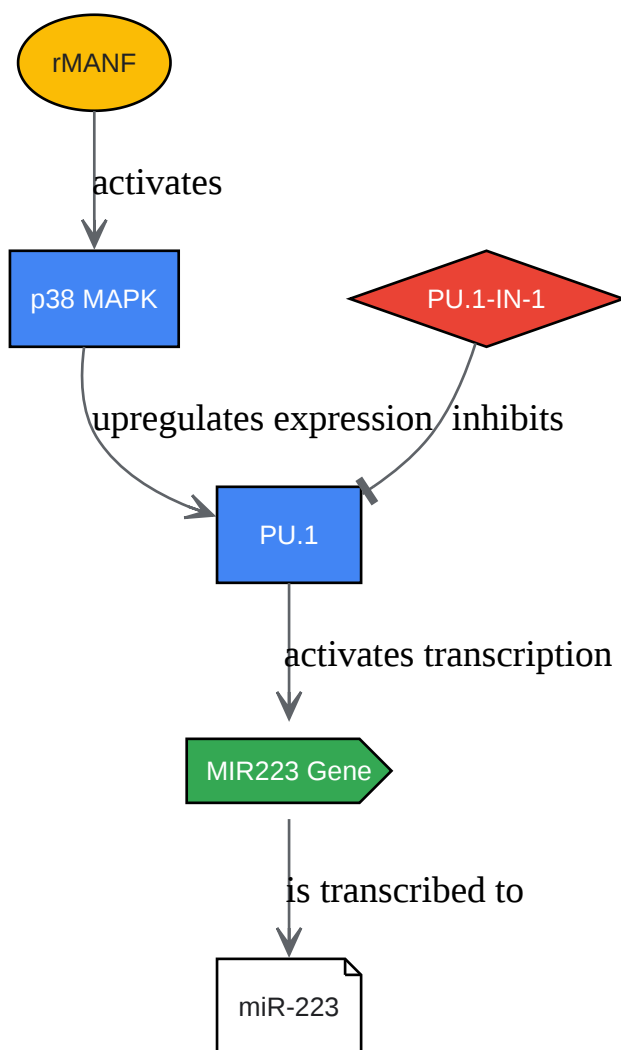 rMANF
activates
p38 MAPK
PU.1-IN-1
upregulates expression
inhibits
PU.1
activates transcription
MIR223 Gene
is transcribed to
miR-223